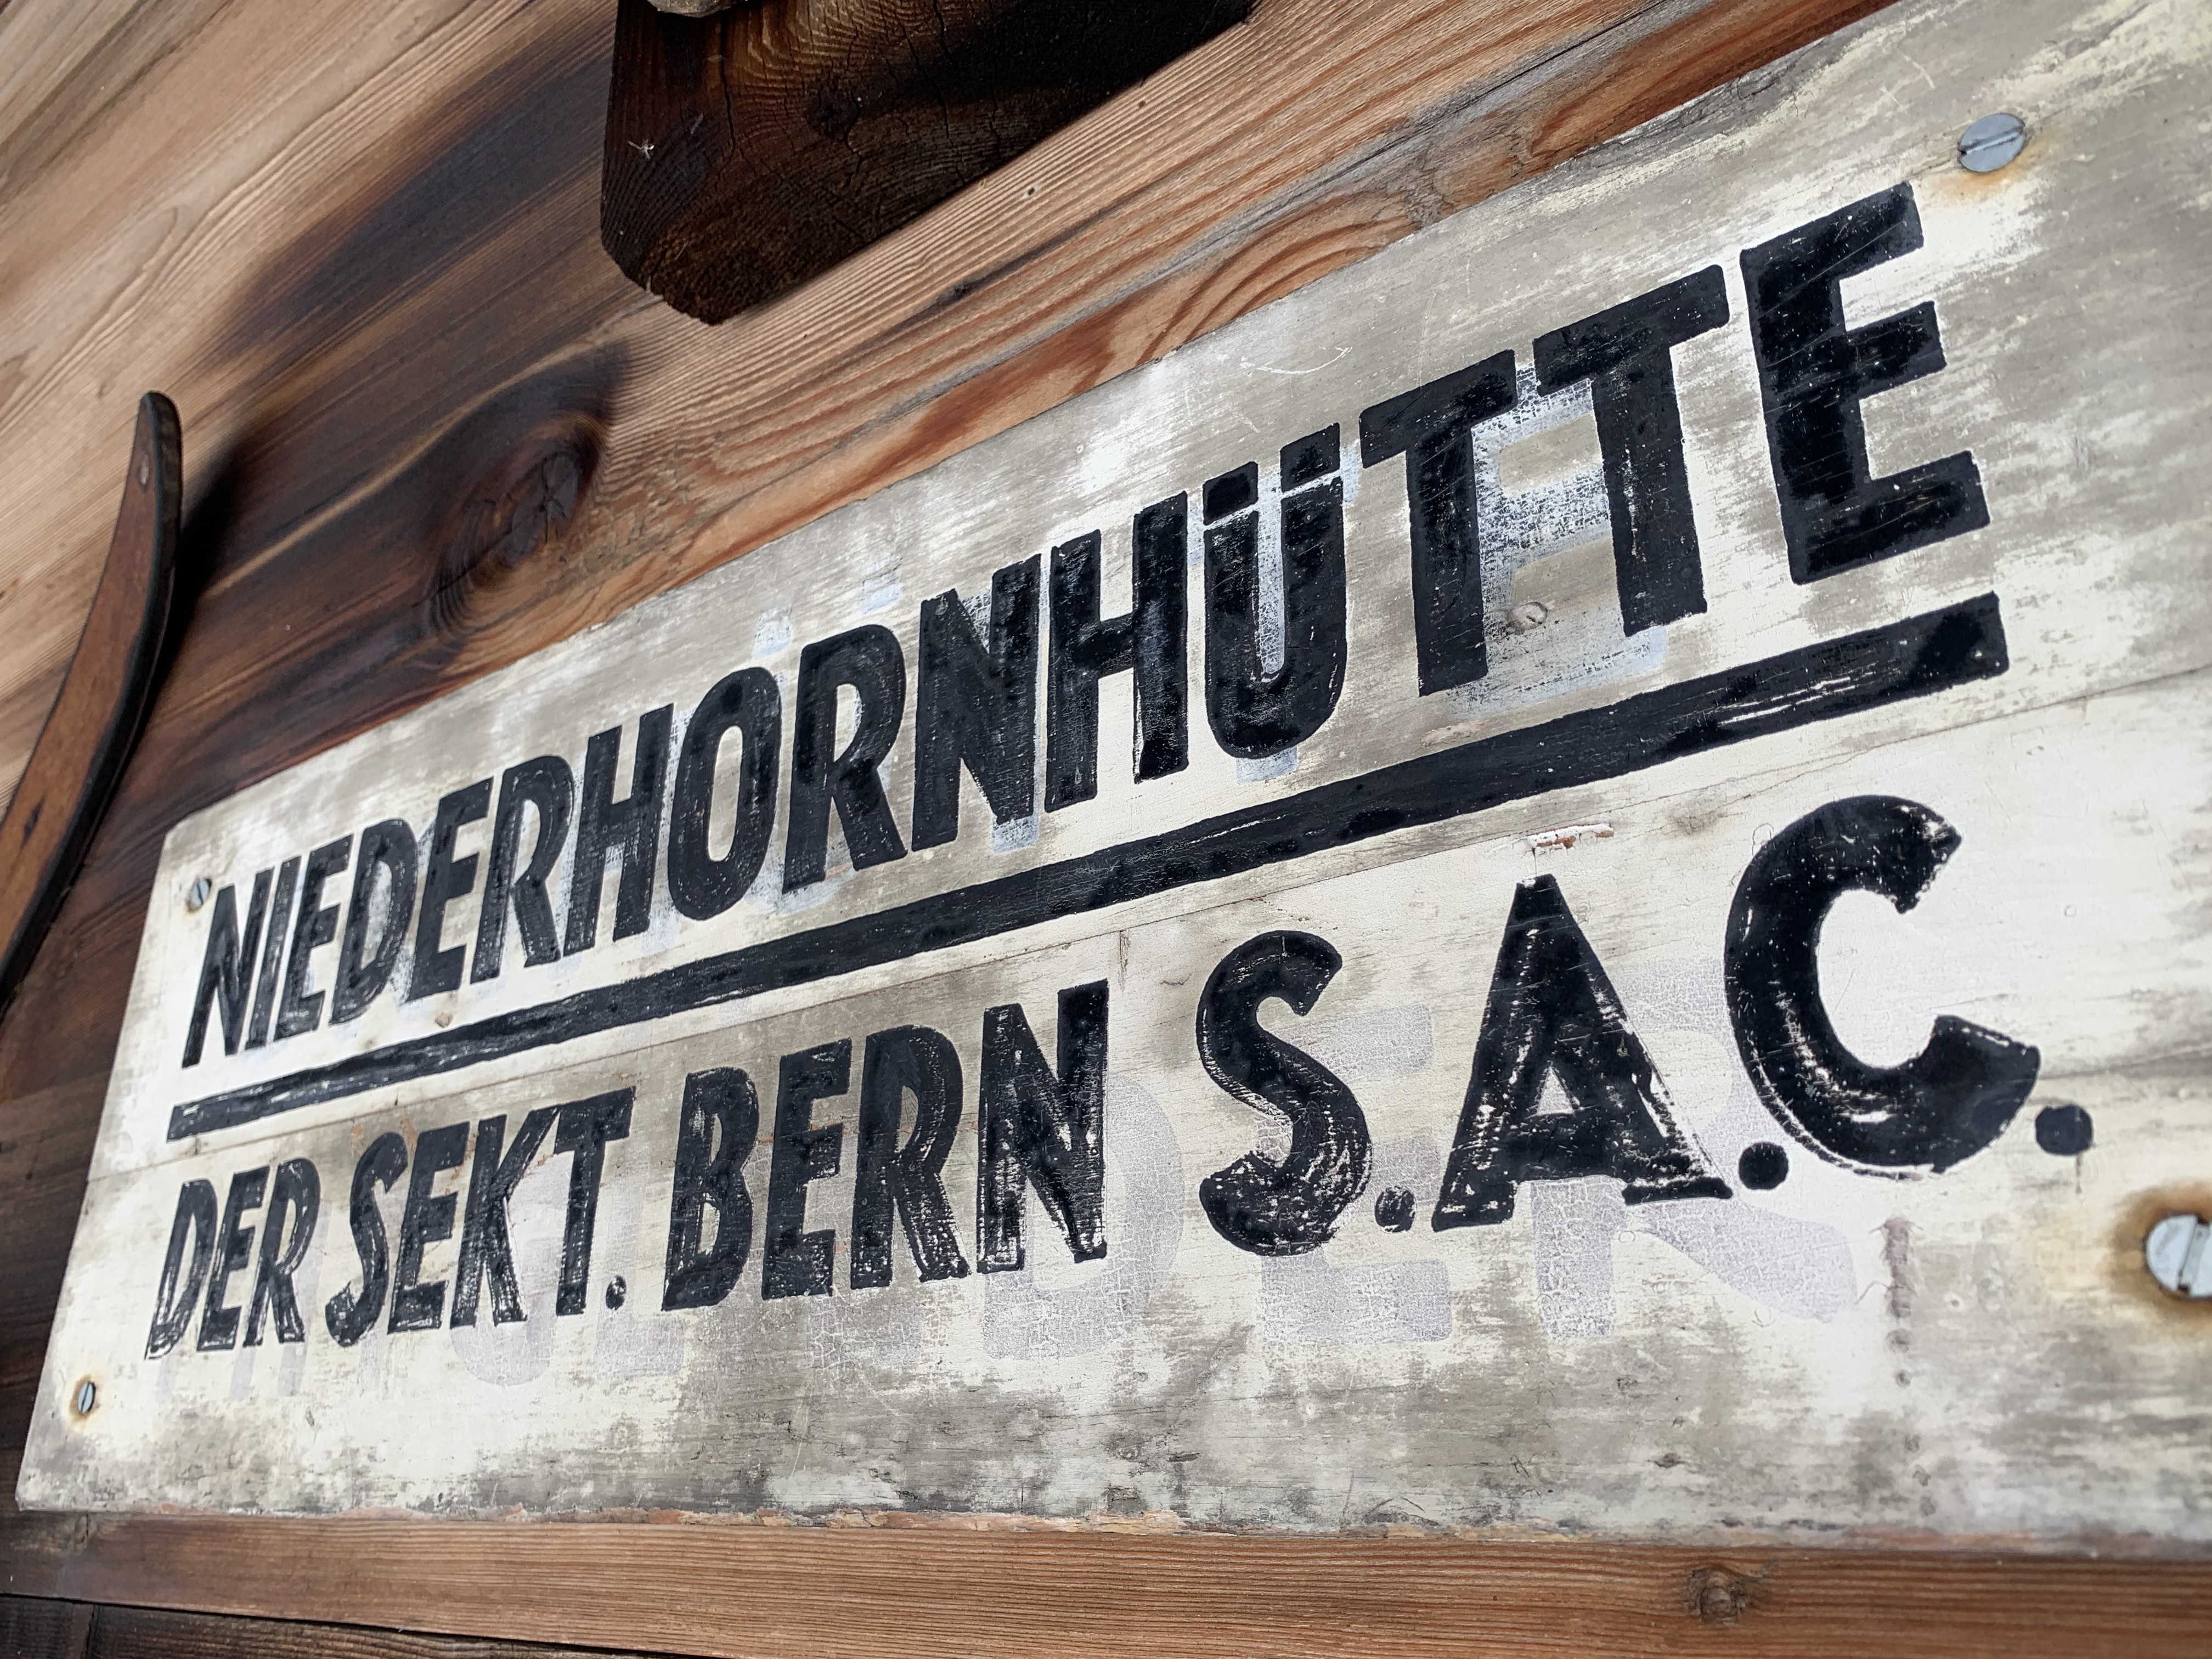 NIEDERHORNHÜTTE
DER SEKT. BERN S.A.C.